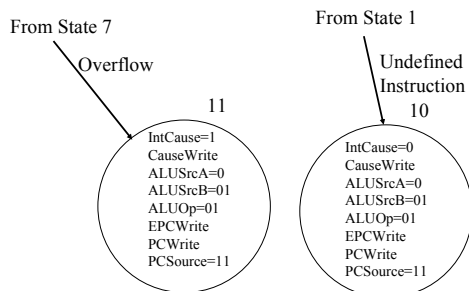 From State 7
Overflow
11
IntCause=1
CauseWrite
ALUSrcA=0
ALUSrcB=01
ALUOp=01
EPCWrite
PCWrite
PCSource=11
From State 1
Undefined
Instruction
10
IntCause=0
CauseWrite
ALUSrcA=0
ALUSrcB=01
ALUOp=01
EPCWrite
PCWrite
PCSource=11